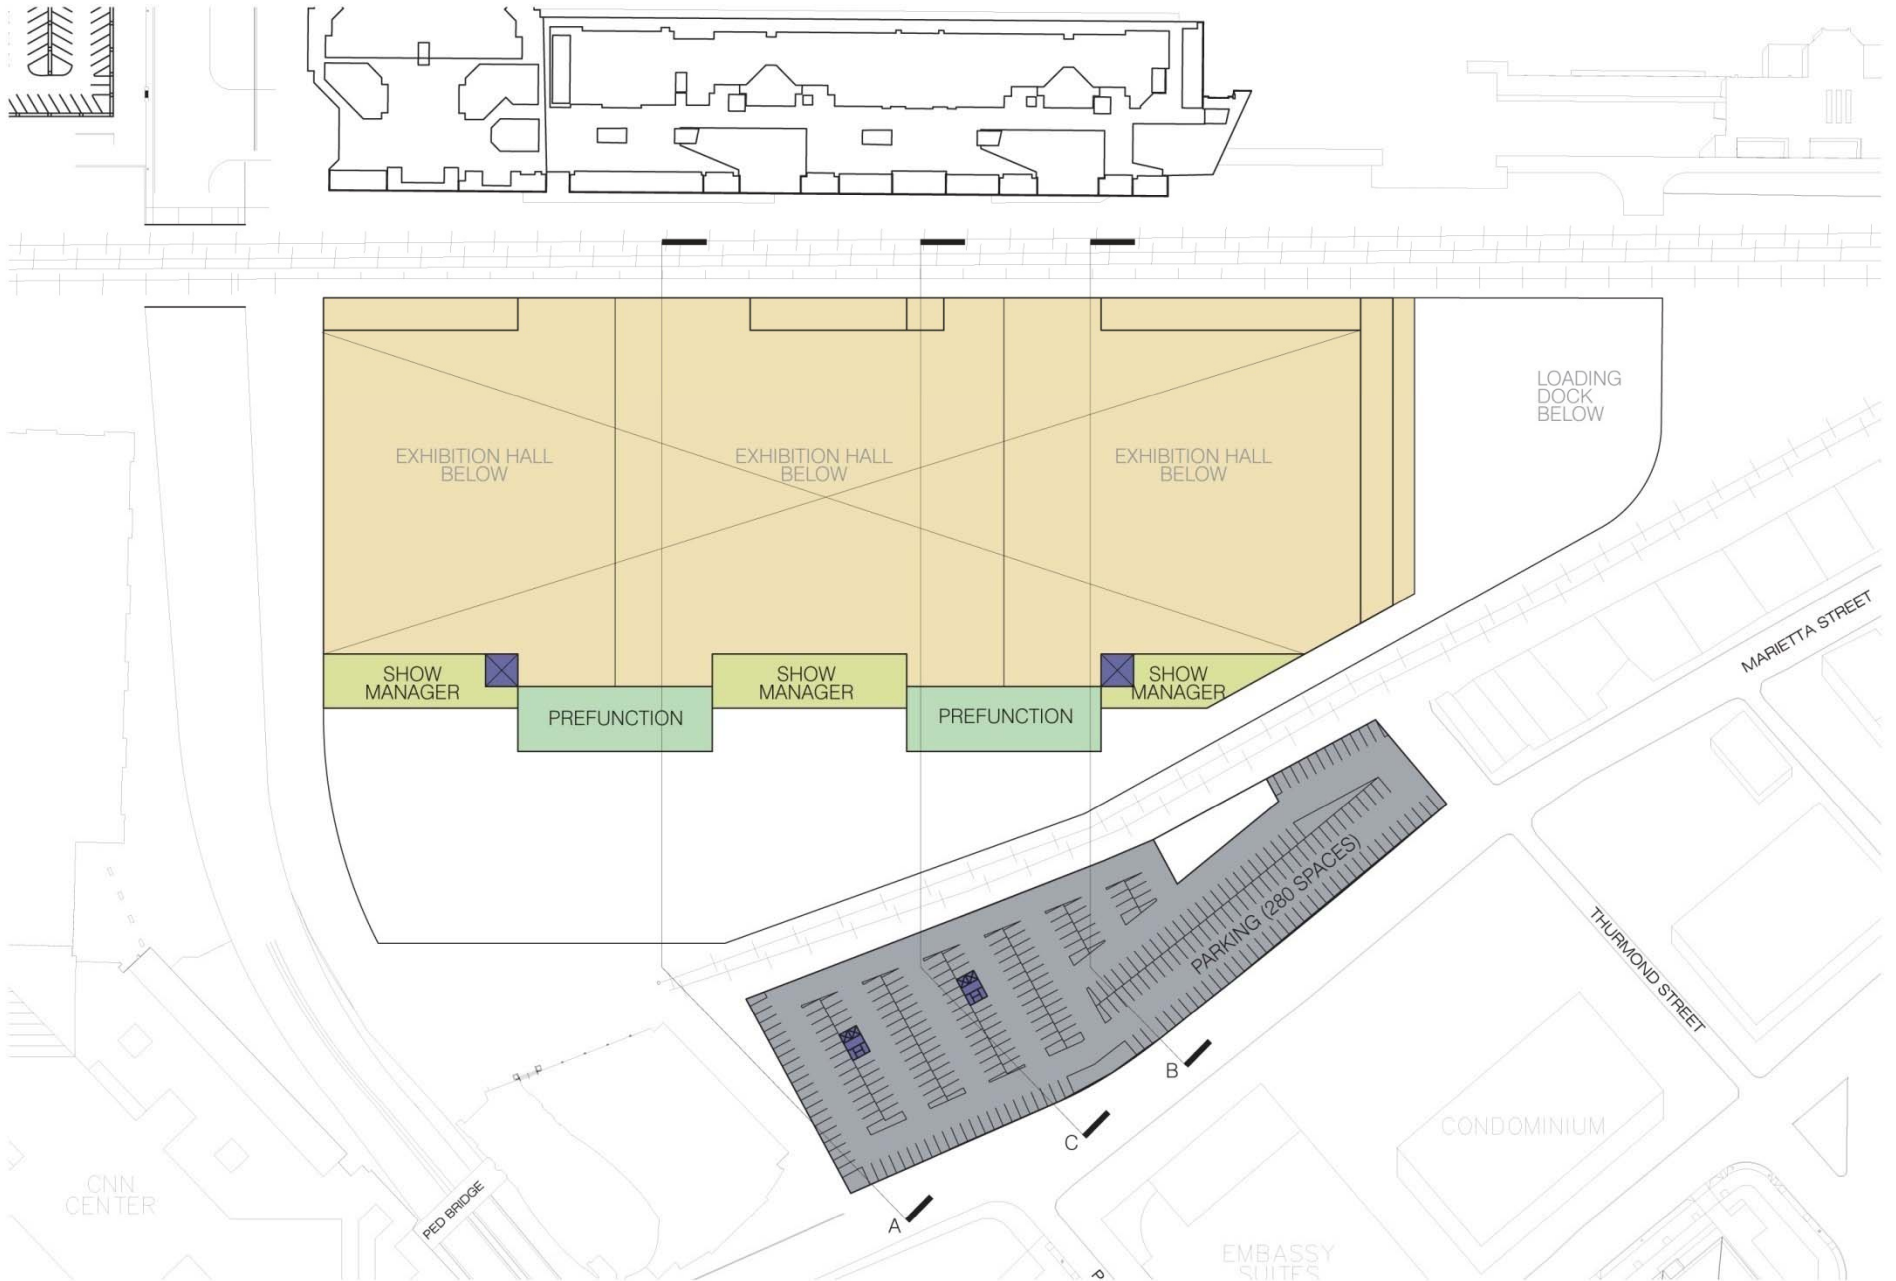 LOADING
DOCK
BELOW
EXHIBITION HALL
BELOW
EXHIBITION HALL
BELOW
EXHIBITION HALL
BELOW
MARIETTA STREET
SHOW
MANAGER
SHOW
MANAGER
SHOW
MANAGER
PREFUNCTION
PREFUNCTION
PARKING (280 SPACES)
THURMOND STREET
B
C
A
CONDOMINIUM
CNN
CENTER
PED BRIDGE
EMBASSY
SUITES
P